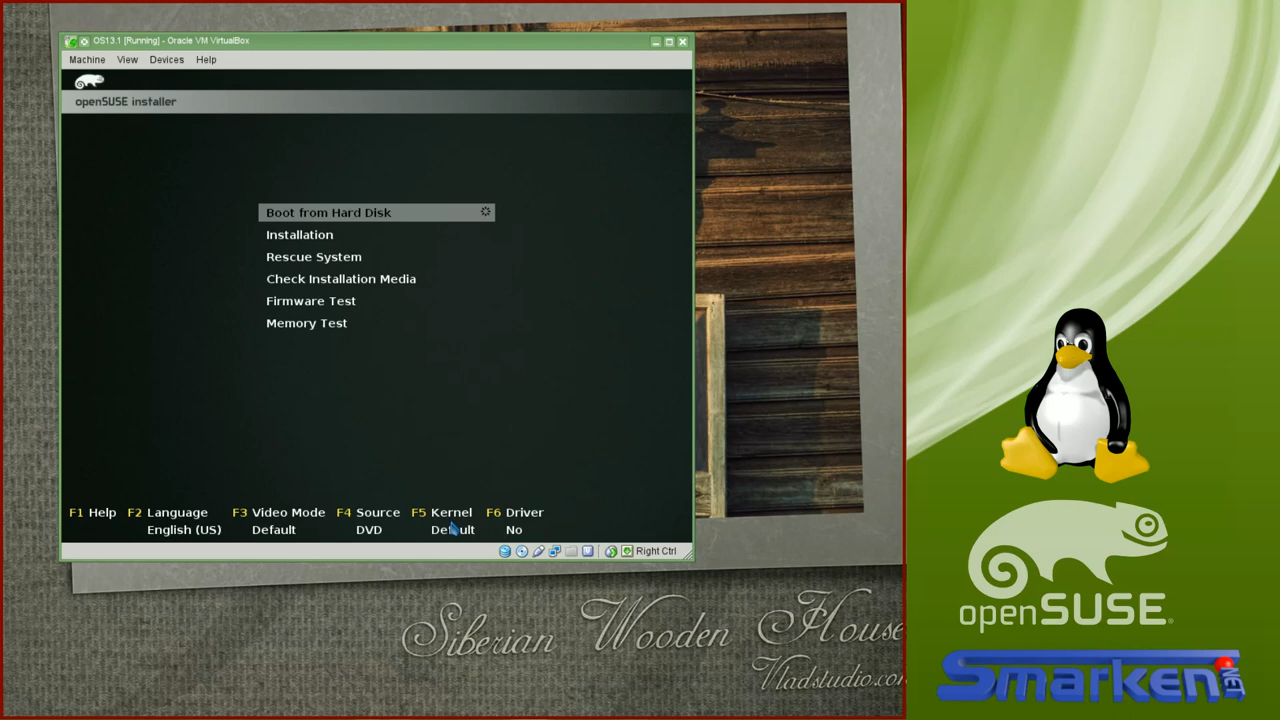 OS13.1 [Running] - Oracle VM VirtualBox
Machine View Devices Help
openSUSE installer
Boot from Hard Disk
Installation
Rescue System
Check Installation Media
Firmware Test
Memory Test
F1 Help F2 Language F3 Video Mode F4 Source F5 Kernel F6 Driver
English (US) Default DVD Default No
Right Ctrl
Siberian Wooden House
Vladstudio.com
openSUSE
Smarken.NET